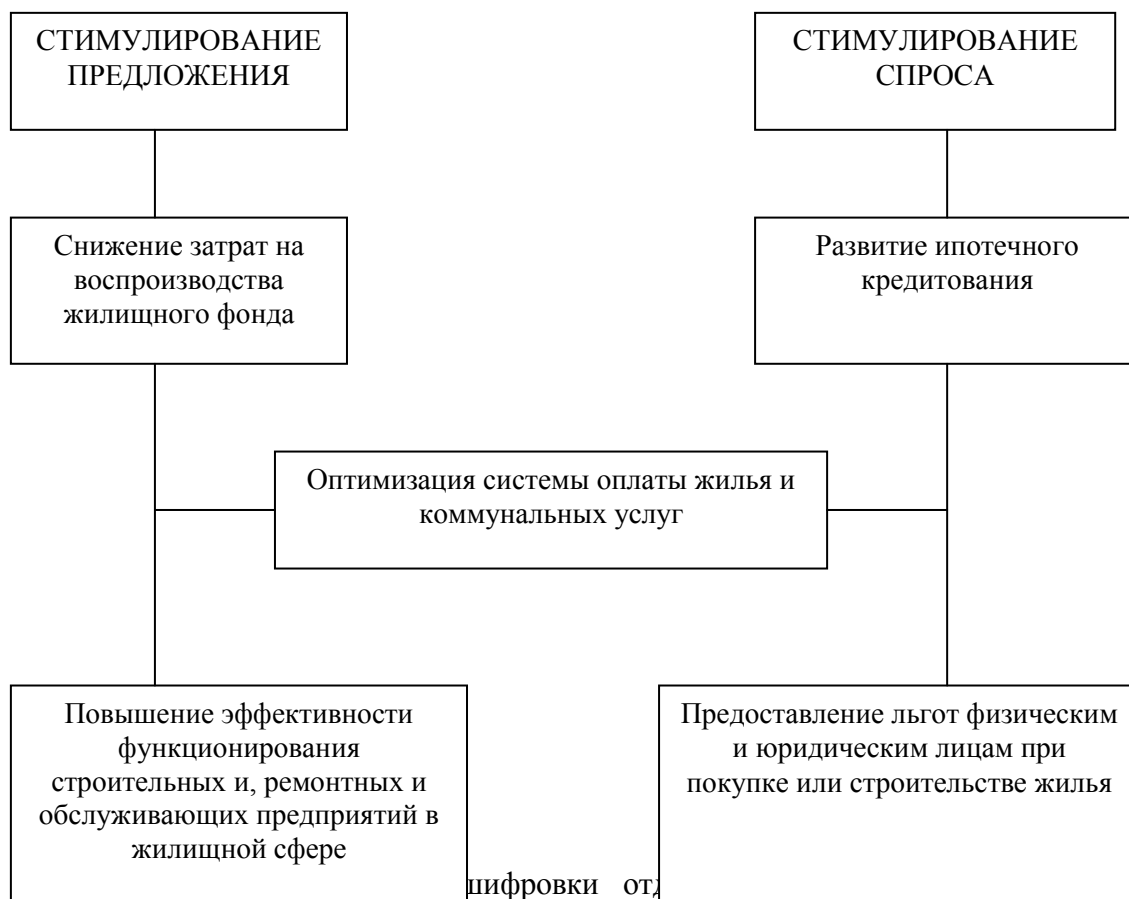 СТИМУЛИРОВАНИЕ
ПРЕДЛОЖЕНИЯ
СТИМУЛИРОВАНИЕ
СПРОСА
Снижение затрат на
воспроизводства
жилищного фонда
Развитие ипотечного
кредитования
Оптимизация системы оплаты жилья и
коммунальных услуг
Повышение эффективности
функционирования
строительных и, ремонтных и
обслуживающих предприятий в
жилищной сфере
Предоставление льгот физическим
и юридическим лицам при
покупке или строительстве жилья